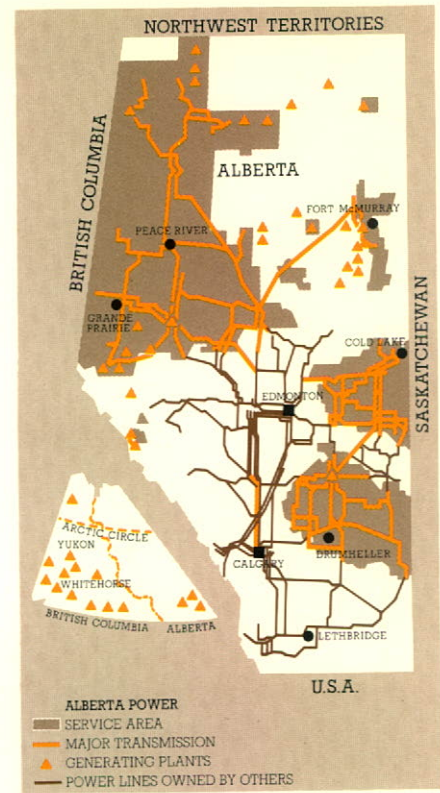 NORTHWEST TERRITORIES
BRITISH COLUMBIA
ALBERTA
FORT McMURRAY
PEACE RIVER
GRANDE
PRAIRIE
SASKATCHEWAN
COLD LAKE
EDMONTON
ARCTIC CIRCLE
YUKON
WHITEHORSE
BRITISH COLUMBIA
ALBERTA
DRUMHELLER
CALGARY
LETHBRIDGE
U.S.A.
ALBERTA POWER
SERVICE AREA
MAJOR TRANSMISSION
GENERATING PLANTS
POWER LINES OWNED BY OTHERS